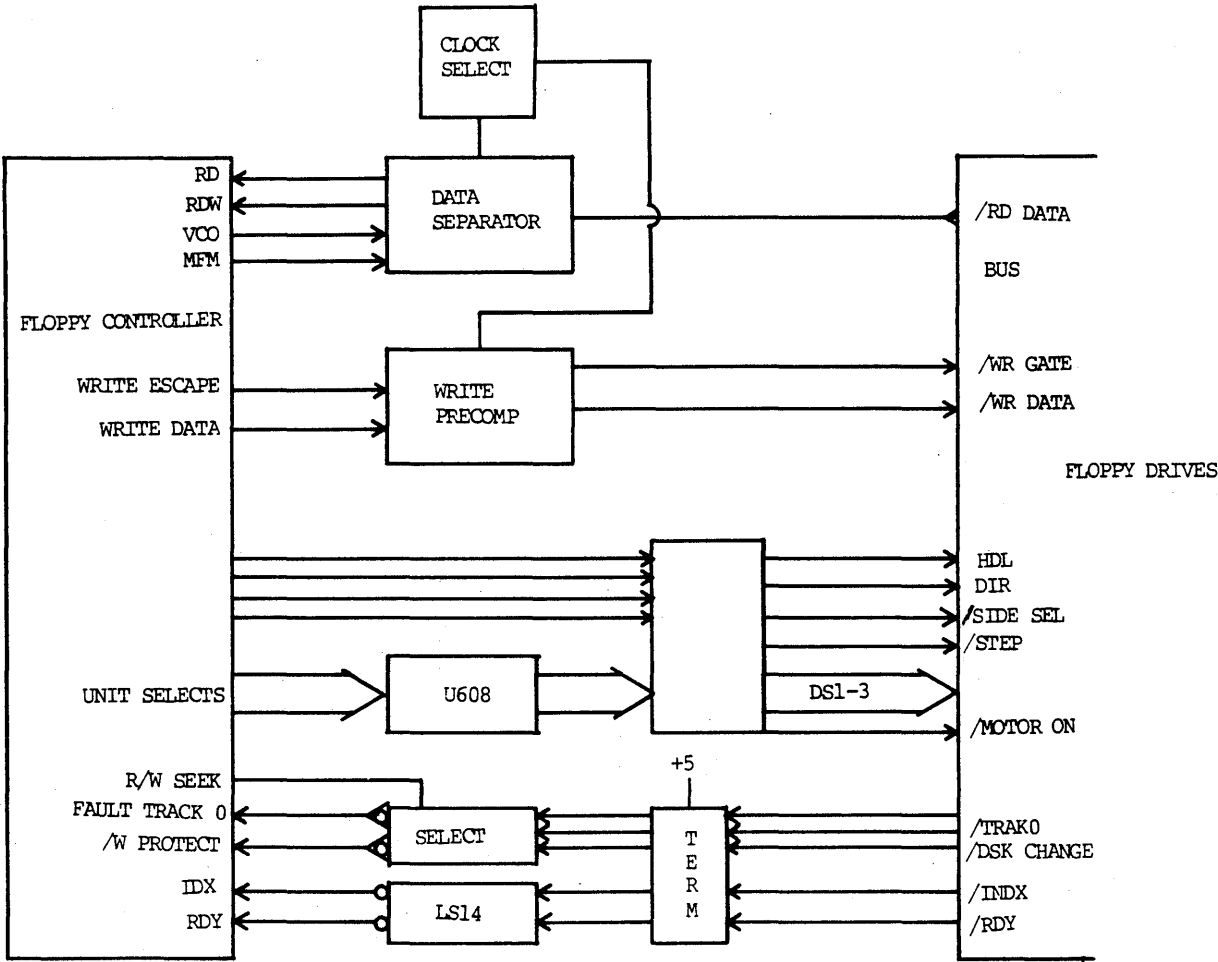 CLOCK
SELECT
RD
RDW
VCO
MFM
DATA
SEPARATOR
/RD DATA
BUS
FLOPPY CONTROLLER
WRITE ESCAPE
WRITE DATA
WRITE
PRECOMP
/WR GATE
/WR DATA
FLOPPY DRIVES
HDL
DIR
/SIDE SEL
/STEP
UNIT SELECTS
U608
DS1-3
/MOTOR ON
+5
R/W SEEK
FAULT TRACK 0
/W PROTECT
SELECT
T
E
R
M
/TRAK0
/DSK CHANGE
IDX
RDY
LS14
/INDX
/RDY